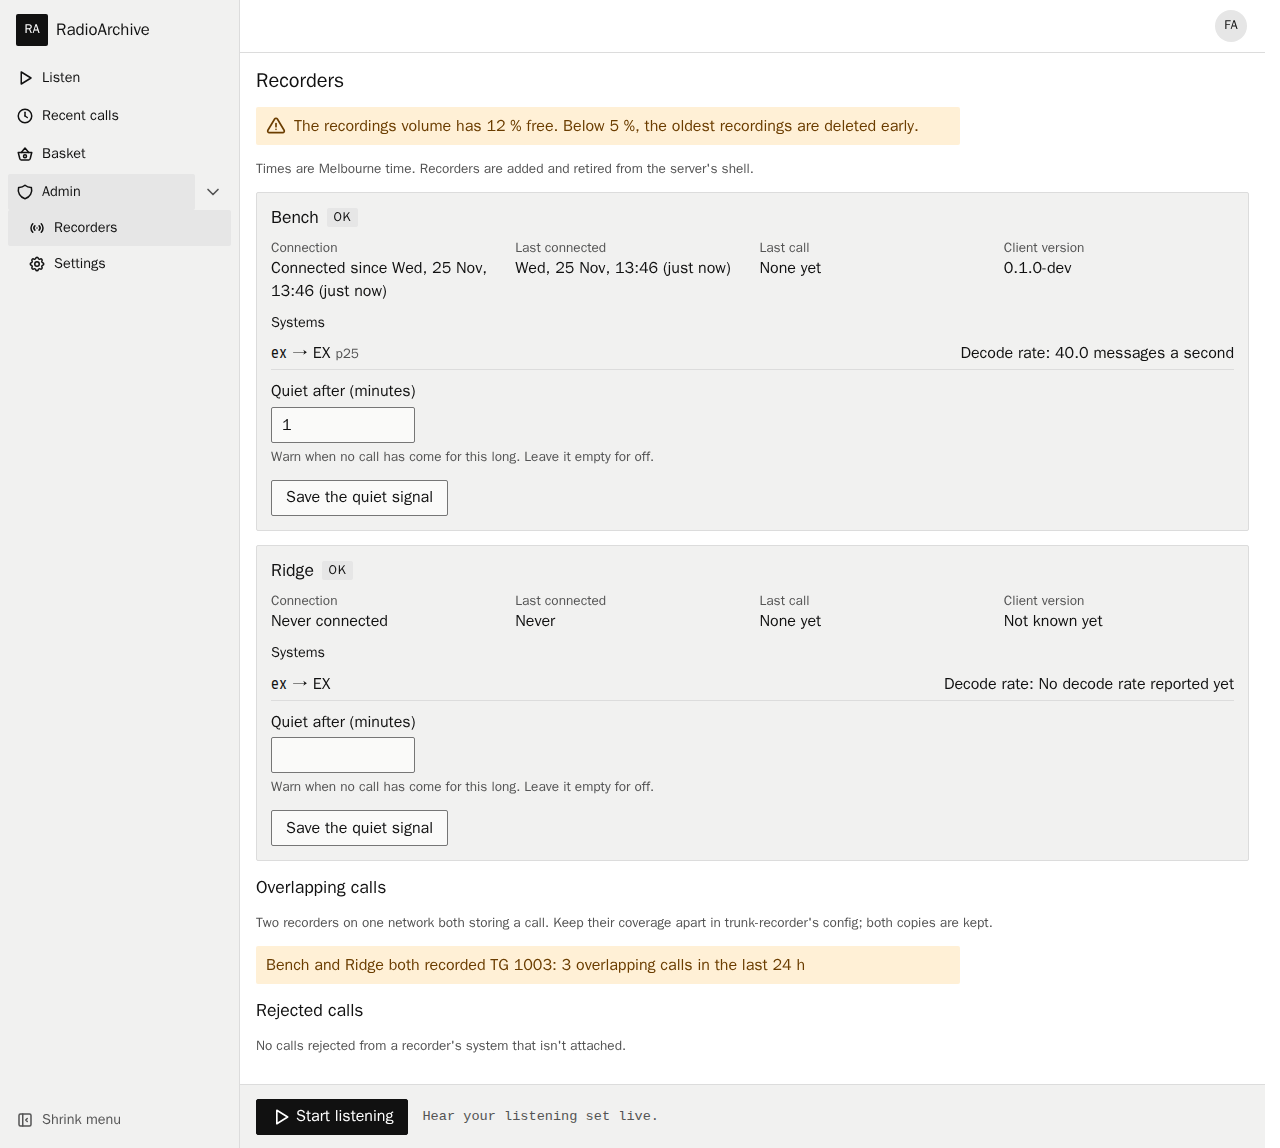 RA RadioArchive
FA
Listen
Recent calls
Basket
Admin
Recorders
Settings
Shrink menu
Recorders
The recordings volume has 12 % free. Below 5 %, the oldest recordings are deleted early.
Times are Melbourne time. Recorders are added and retired from the server's shell.
Bench OK
Connection Last connected Last call Client version
Connected since Wed, 25 Nov, Wed, 25 Nov, 13:46 (just now) None yet 0.1.0-dev
13:46 (just now)
Systems
ex → EX p25 Decode rate: 40.0 messages a second
Quiet after (minutes)
1
Warn when no call has come for this long. Leave it empty for off.
Save the quiet signal
Ridge OK
Connection Last connected Last call Client version
Never connected Never None yet Not known yet
Systems
ex → EX Decode rate: No decode rate reported yet
Quiet after (minutes)
Warn when no call has come for this long. Leave it empty for off.
Save the quiet signal
Overlapping calls
Two recorders on one network both storing a call. Keep their coverage apart in trunk-recorder's config; both copies are kept.
Bench and Ridge both recorded TG 1003: 3 overlapping calls in the last 24 h
Rejected calls
No calls rejected from a recorder's system that isn't attached.
Start listening Hear your listening set live.